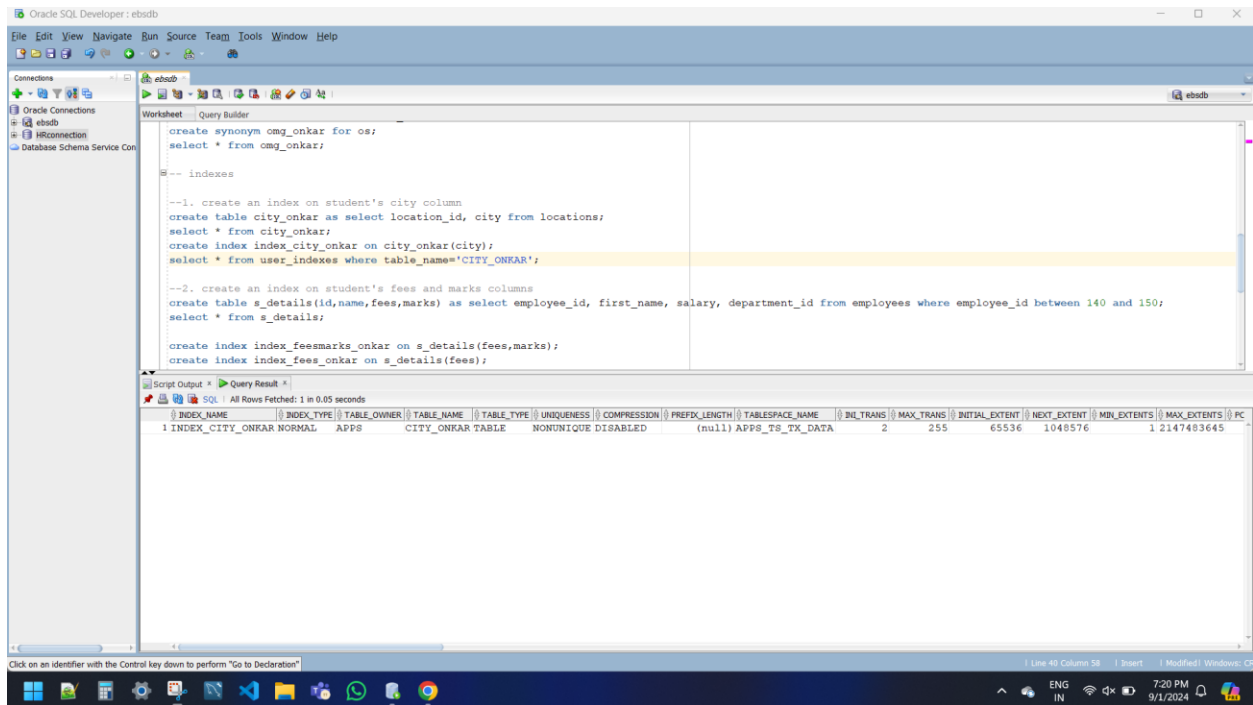 Oracle SQL Developer : ebsdb
File Edit View Navigate Run Source Team Tools Window Help
Connections
ebsdb
ebsdb
Oracle Connections
ebsdb
HRconnection
Database Schema Service Con
Worksheet Query Builder
create synonym omg_onkar for os;
select * from omg_onkar;
-- indexes
--1. create an index on student's city column
create table city_onkar as select location_id, city from locations;
select * from city_onkar;
create index index_city_onkar on city_onkar(city);
select * from user_indexes where table_name='CITY_ONKAR';
--2. create an index on student's fees and marks columns
create table s_details(id,name,fees,marks) as select employee_id, first_name, salary, department_id from employees where employee_id between 140 and 150;
select * from s_details;
create index index_feesmarks_onkar on s_details(fees,marks);
create index index_fees_onkar on s_details(fees);
Script Output × Query Result ×
SQL | All Rows Fetched: 1 in 0.05 seconds
INDEX_NAME INDEX_TYPE TABLE_OWNER TABLE_NAME TABLE_TYPE UNIQUENESS COMPRESSION PREFIX_LENGTH TABLESPACE_NAME INI_TRANS MAX_TRANS INITIAL_EXTENT NEXT_EXTENT MIN_EXTENTS MAX_EXTENTS PC
1 INDEX_CITY_ONKAR NORMAL APPS CITY_ONKAR TABLE NONUNIQUE DISABLED (null) APPS_TS_TX_DATA 2 255 65536 1048576 1 2147483645
Click on an identifier with the Control key down to perform "Go to Declaration"
| Line 40 Column 58 | Insert | Modified | Windows: CR
ENG
IN
7:20 PM
9/1/2024